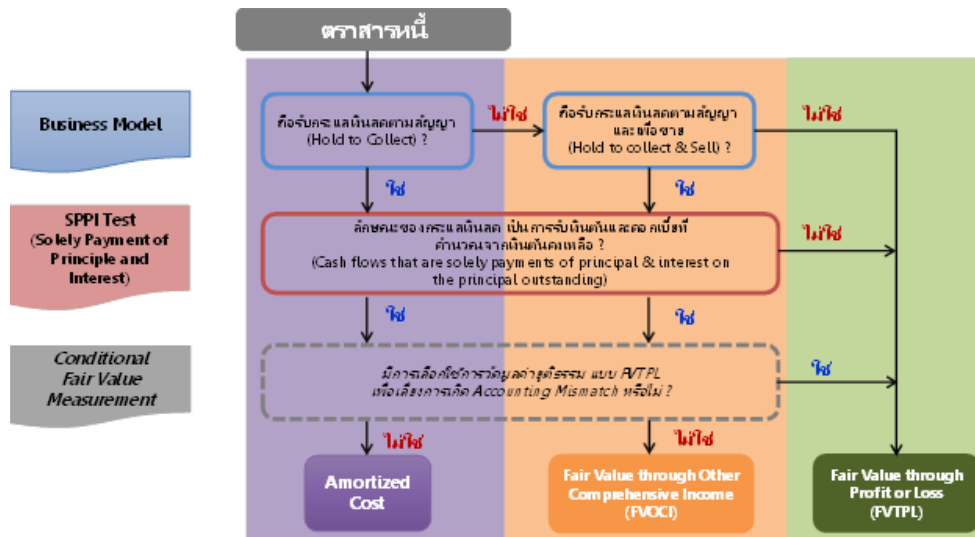 ตราสารหนี้
Business Model
ถือรับกระแสเงินสดตามสัญญา
(Hold to Collect) ?
ไม่ใช่
ถือรับกระแสเงินสดตามสัญญา
และเพื่อขาย
(Hold to collect & Sell) ?
ไม่ใช่
ใช่
ใช่
SPPI Test
(Solely Payment of
Principle and
Interest)
ลักษณะของกระแสเงินสด เป็นการรับเงินต้นและดอกเบี้ยที่
คำนวณจากเงินต้นคงเหลือ ?
(Cash flows that are solely payments of principal & interest on
the principal outstanding)
ไม่ใช่
ใช่
ใช่
Conditional
Fair Value
Measurement
มีการเลือกใช้การวัดมูลค่ายุติธรรม แบบ FVTPL
เพื่อเลี่ยงการเกิด Accounting Mismatch หรือไม่ ?
ใช่
ไม่ใช่
ไม่ใช่
Amortized
Cost
Fair Value through Other
Comprehensive Income
(FVOCI)
Fair Value through
Profit or Loss
(FVTPL)